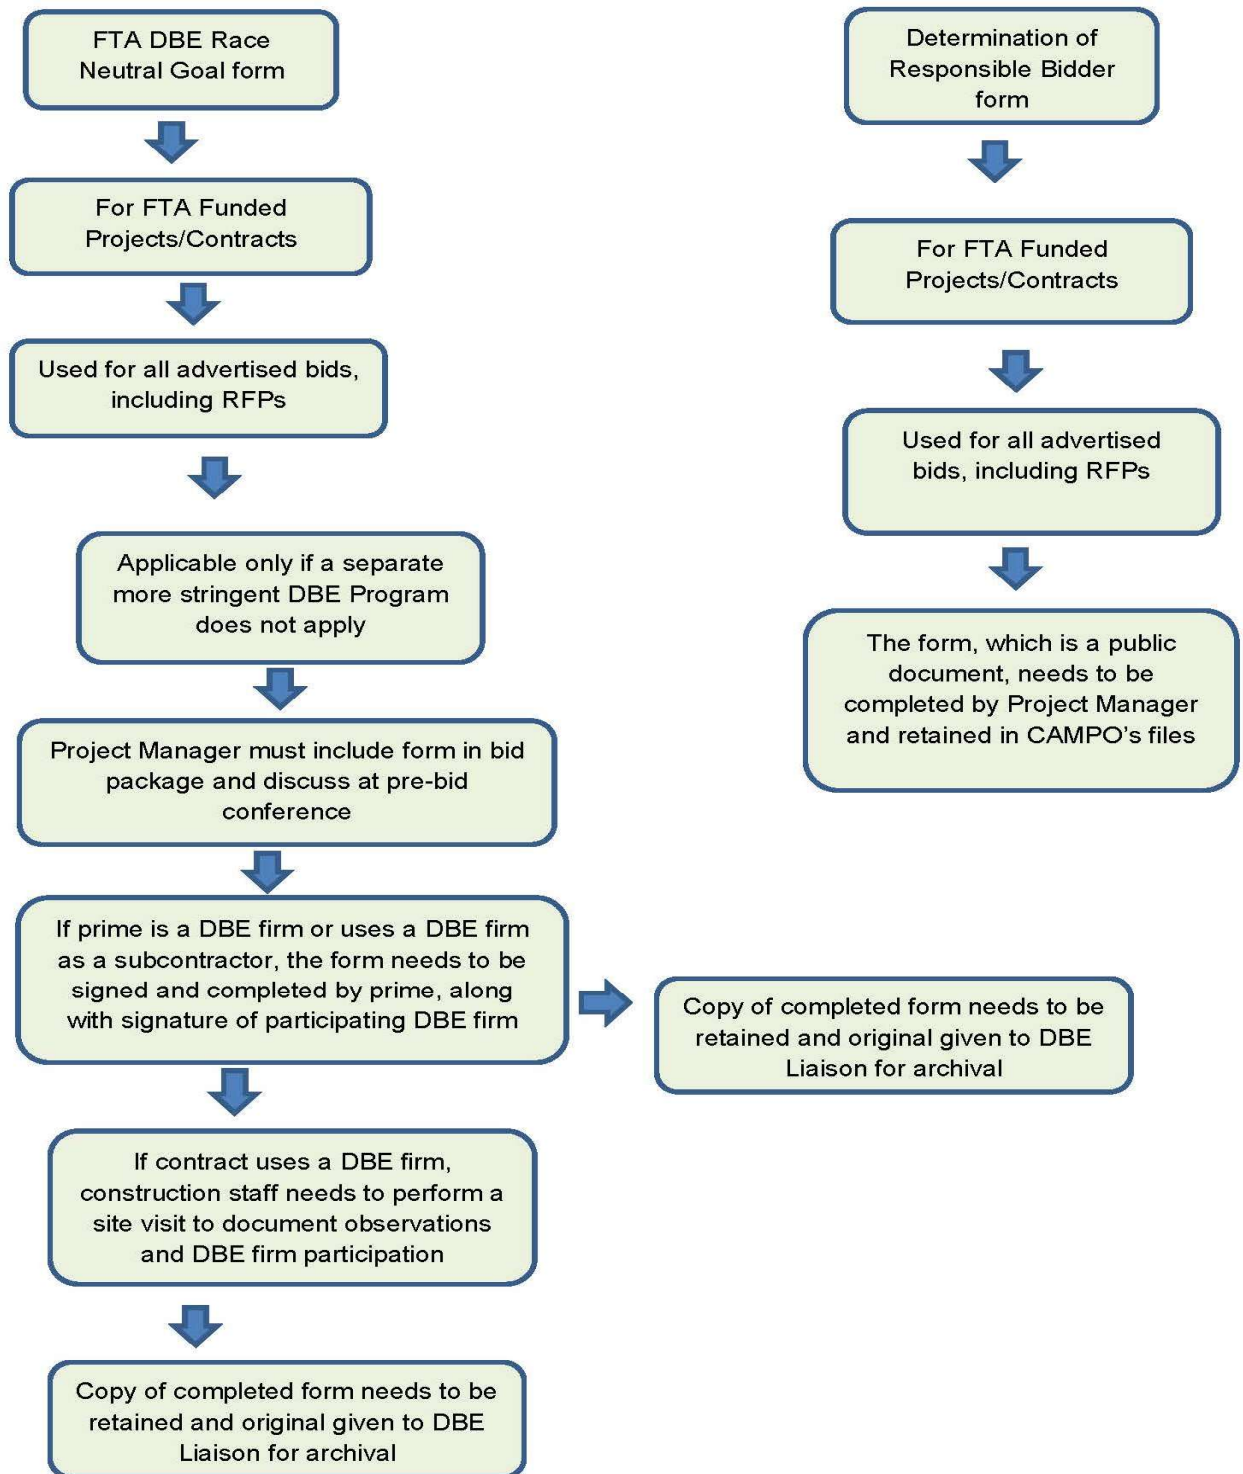 FTA DBE Race
Neutral Goal form
For FTA Funded
Projects/Contracts
Used for all advertised bids,
including RFPs
Applicable only if a separate
more stringent DBE Program
does not apply
Project Manager must include form in bid
package and discuss at pre-bid
conference
If prime is a DBE firm or uses a DBE firm
as a subcontractor, the form needs to be
signed and completed by prime, along
with signature of participating DBE firm
Copy of completed form needs to be
retained and original given to DBE
Liaison for archival
If contract uses a DBE firm,
construction staff needs to perform a
site visit to document observations
and DBE firm participation
Copy of completed form needs to be
retained and original given to DBE
Liaison for archival
Determination of
Responsible Bidder
form
For FTA Funded
Projects/Contracts
Used for all advertised
bids, including RFPs
The form, which is a public
document, needs to be
completed by Project Manager
and retained in CAMPO’s files